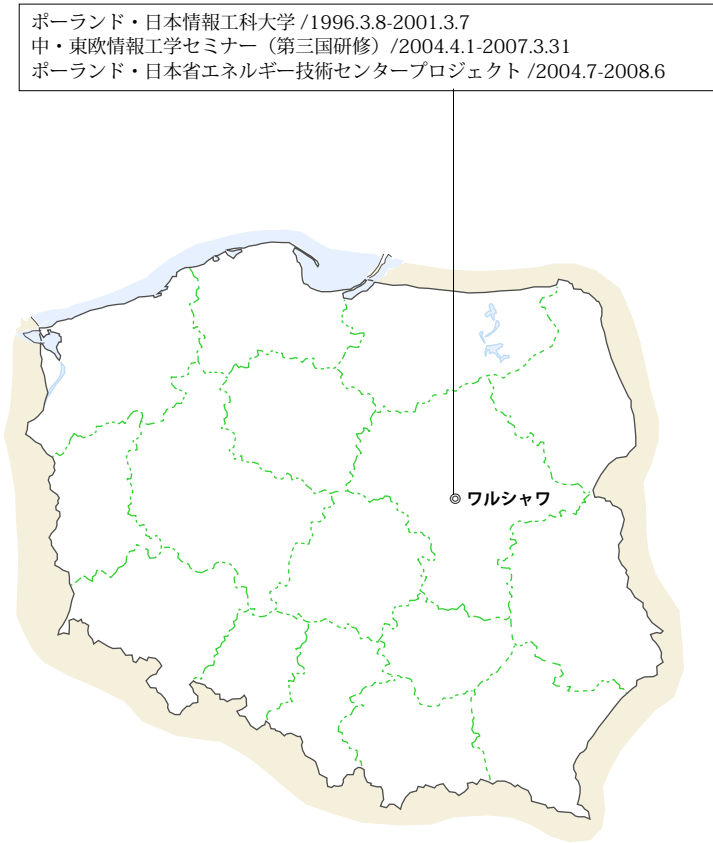 ポーランド・日本情報工科大学 /1996.3.8-2001.3.7
中・東欧情報工学セミナー（第三国研修）/2004.4.1-2007.3.31
ポーランド・日本省エネルギー技術センタープロジェクト /2004.7-2008.6
ワルシャワ